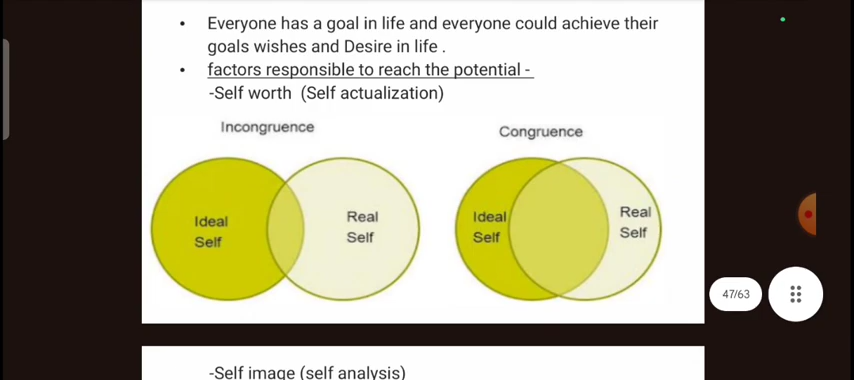 • Everyone has a goal in life and everyone could achieve their
goals wishes and Desire in life .
• factors responsible to reach the potential -
-Self worth (Self actualization)
Incongruence
Congruence
Ideal
Self
Real
Self
Ideal
Self
Real
Self
47/63
-Self image (self analysis)